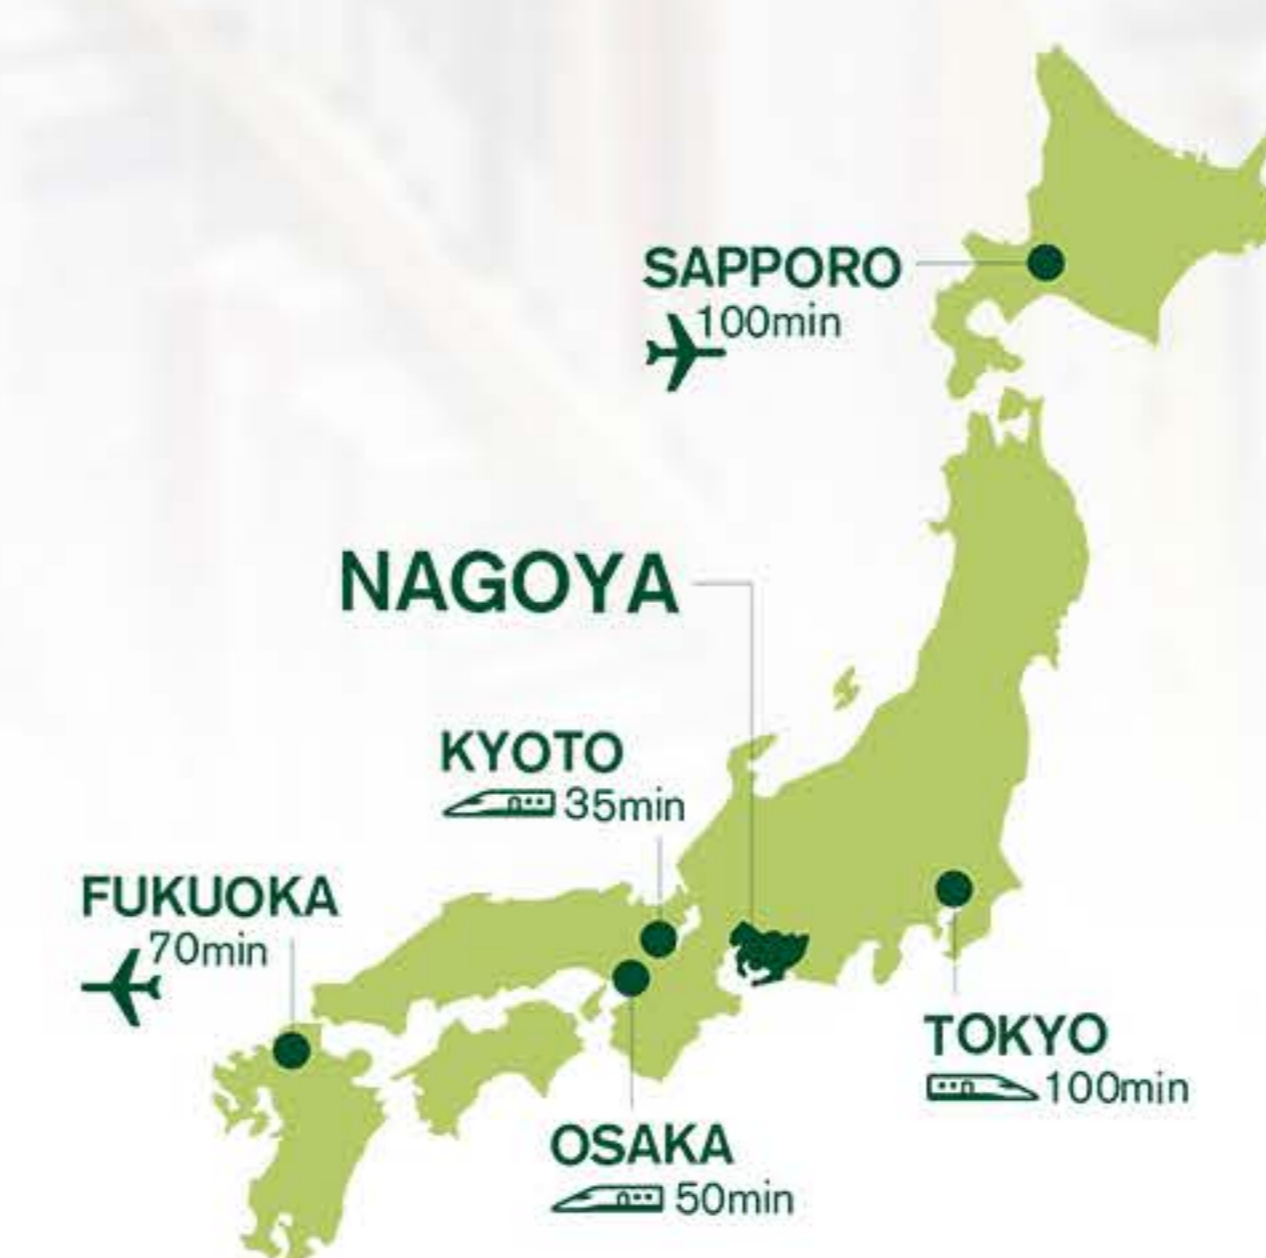 SAPPORO
100min
NAGOYA
KYOTO
35min
FUKUOKA
70min
TOKYO
100min
OSAKA
50min